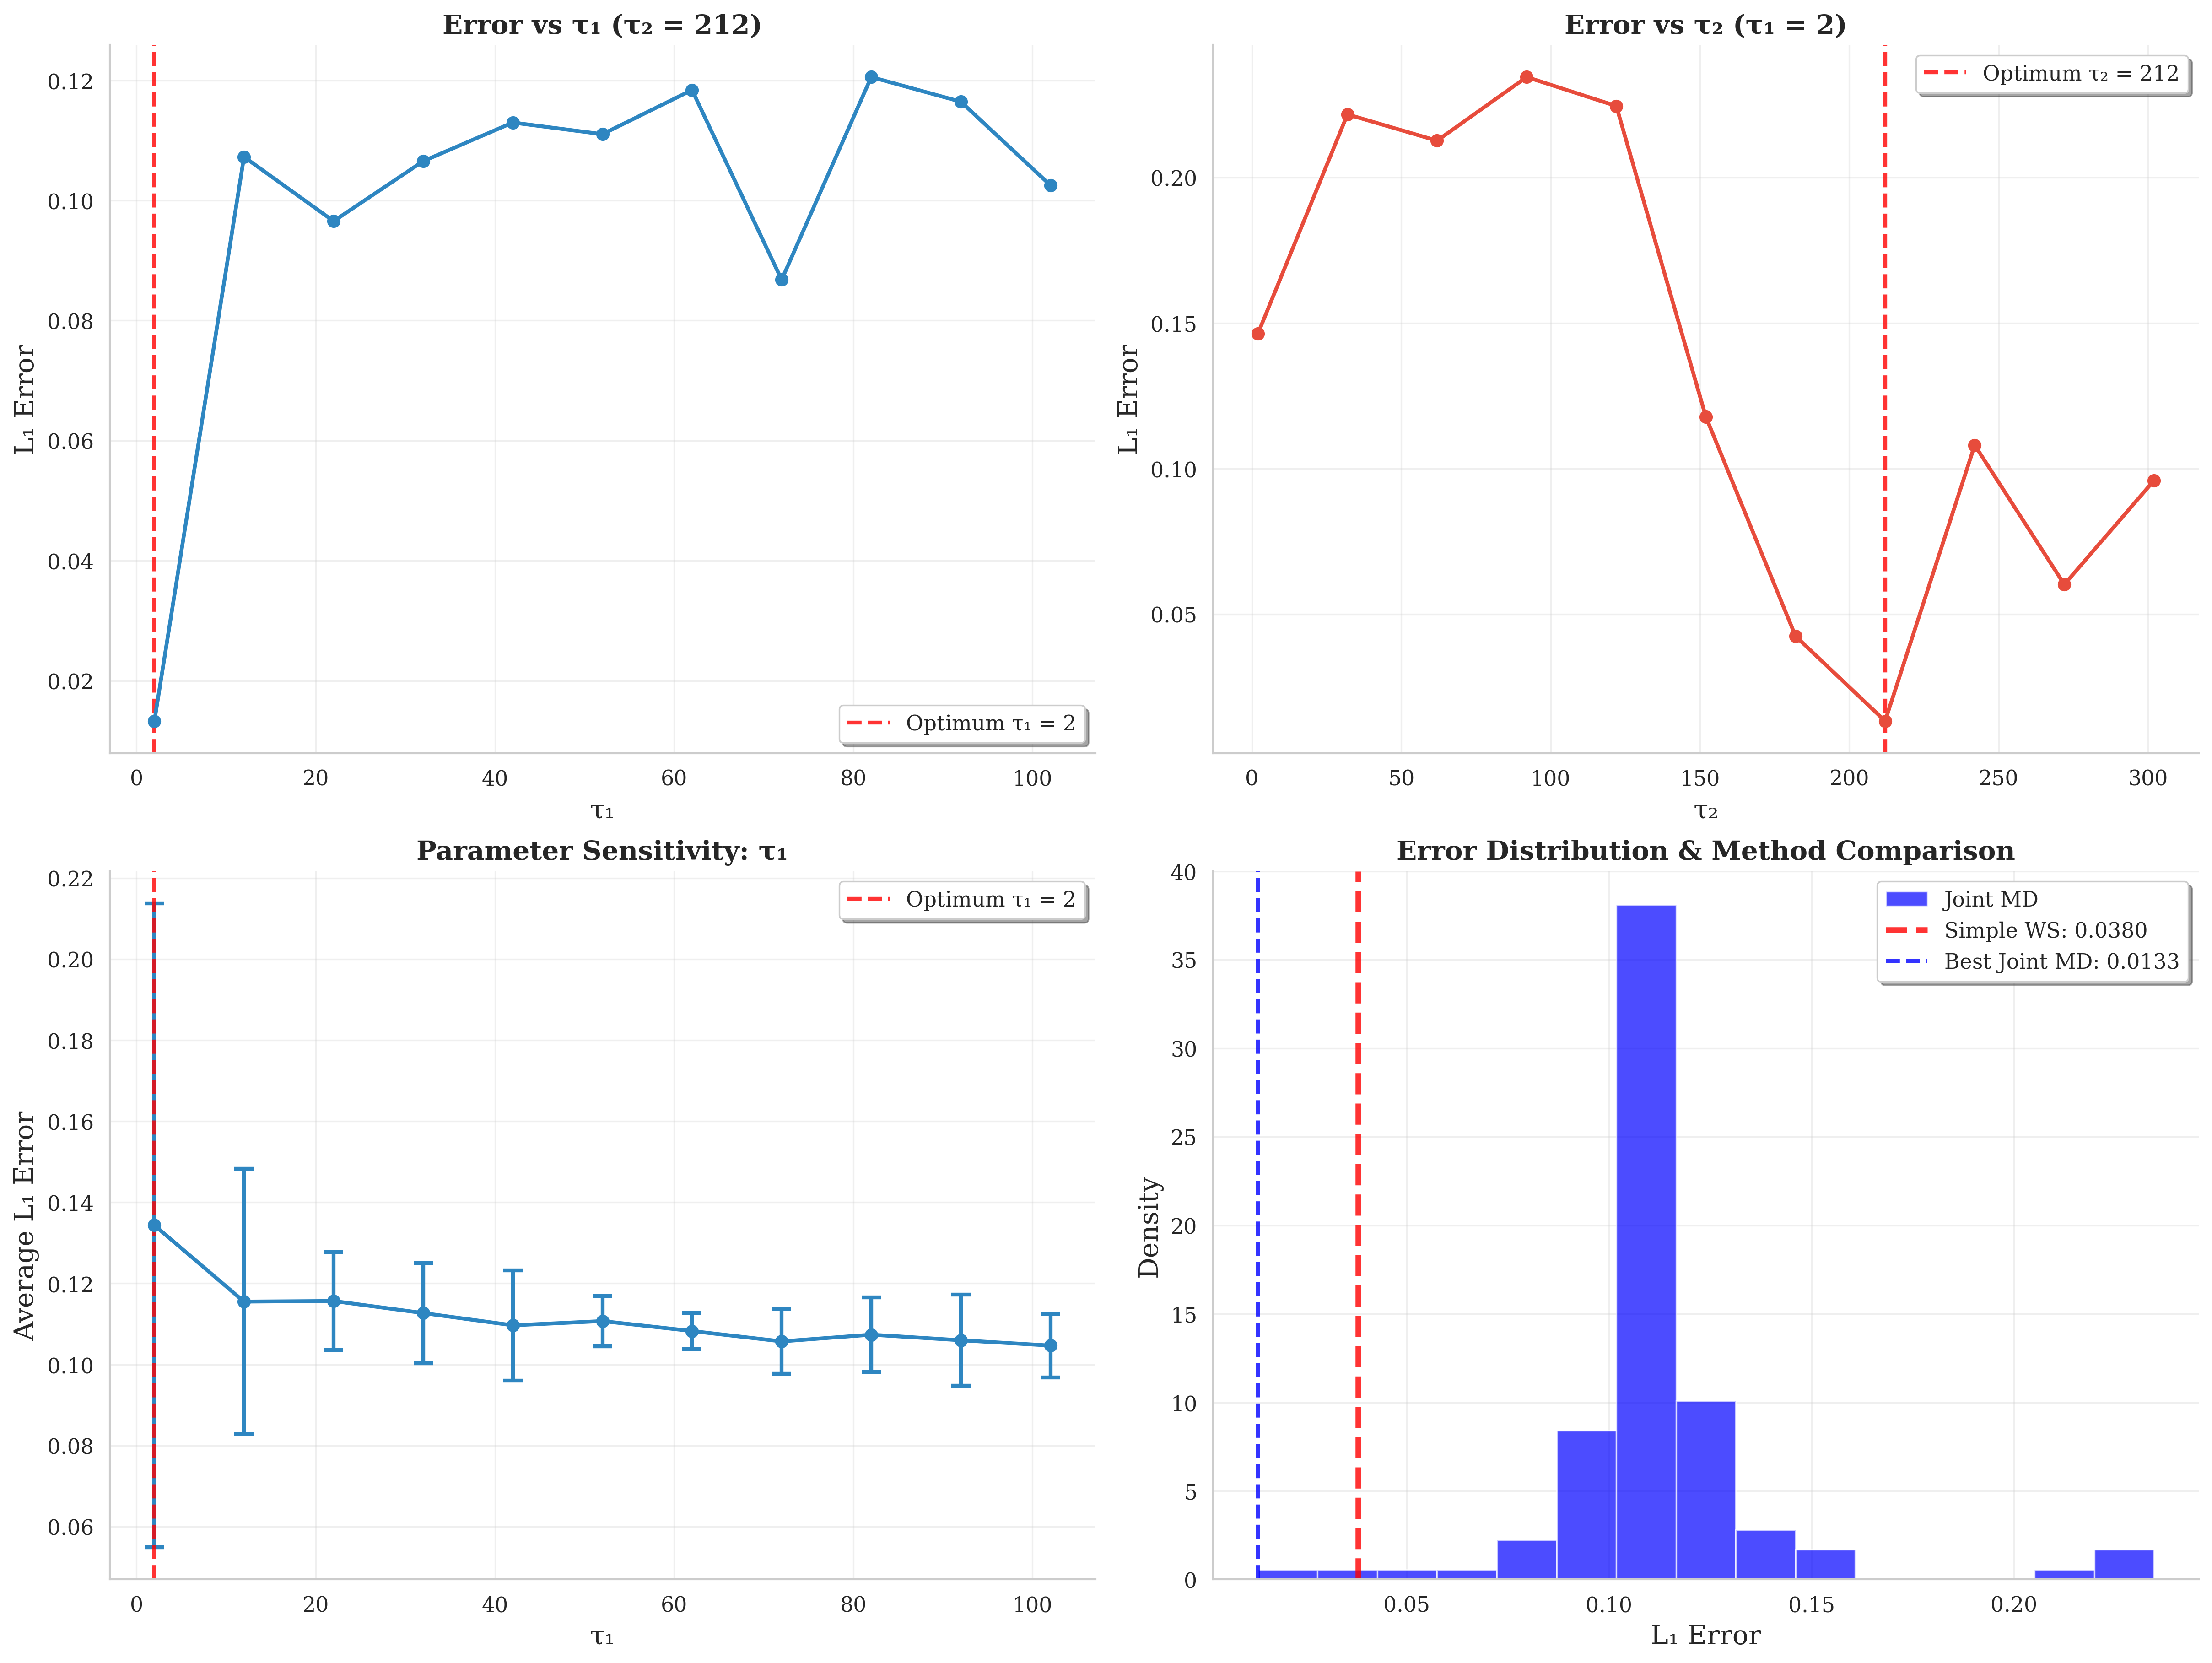 Error vs τ₁ (τ₂ = 212)
0.12
0.10
0.08
0.06
0.04
0.02
L₁ Error
Optimum τ₁ = 2
0 20 40 60 80 100
τ₁
Error vs τ₂ (τ₁ = 2)
Optimum τ₂ = 212
0.20
0.15
0.10
0.05
L₁ Error
0 50 100 150 200 250 300
τ₂
Parameter Sensitivity: τ₁
Optimum τ₁ = 2
0.22
0.20
0.18
0.16
0.14
0.12
0.10
0.08
0.06
Average L₁ Error
0 20 40 60 80 100
τ₁
Error Distribution & Method Comparison
Joint MD
Simple WS: 0.0380
Best Joint MD: 0.0133
40
35
30
25
20
15
10
5
0
Density
0.05 0.10 0.15 0.20
L₁ Error